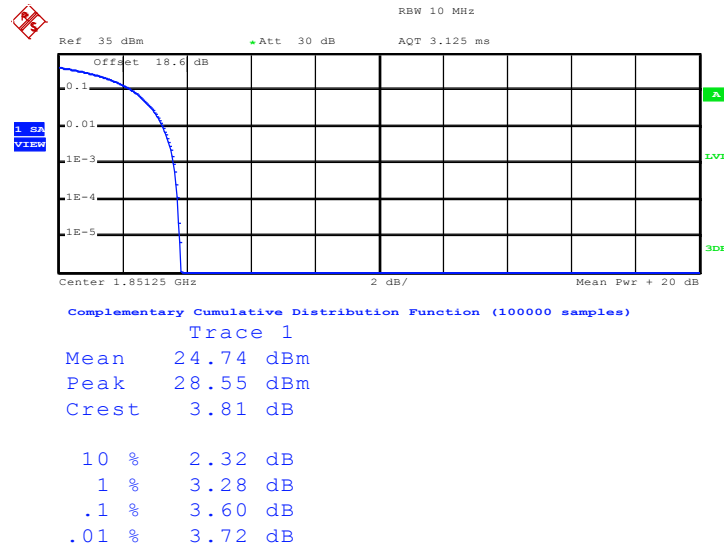 RBW 10 MHz
Ref 35 dBm *Att 30 dB AQT 3.125 ms
Offset 18.6 dB
0.1
A
0.01
1 SA
VIEW
1E-3
LVL
1E-4
1E-5
3DB
Center 1.85125 GHz 2 dB/ Mean Pwr + 20 dB
Complementary Cumulative Distribution Function (100000 samples)
Trace 1
Mean 24.74 dBm
Peak 28.55 dBm
Crest 3.81 dB
10 % 2.32 dB
1 % 3.28 dB
.1 % 3.60 dB
.01 % 3.72 dB